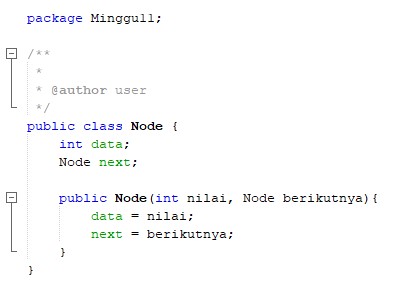 package Minggu11;
/**
 *
 * @author user
 */
public class Node {
    int data;
    Node next;
    public Node(int nilai, Node berikutnya){
        data = nilai;
        next = berikutnya;
    }
}